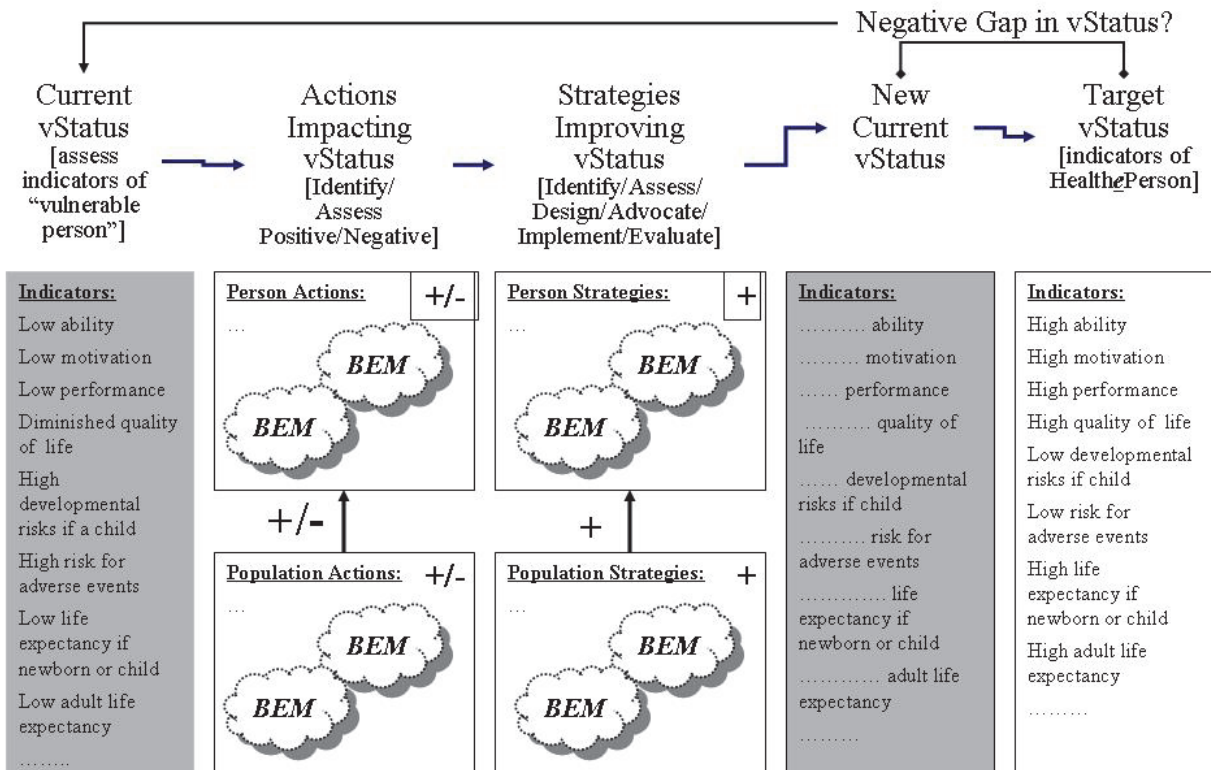 Negative Gap in vStatus?
Current
vStatus
[assess
indicators of
“vulnerable
person”]
Actions
Impacting
vStatus
[Identify/
Assess
Positive/Negative]
Strategies
Improving
vStatus
[Identify/Assess/
Design/Advocate/
Implement/Evaluate]
New
Current
vStatus
Target
vStatus
[indicators of
HealthePerson]
Indicators:
Low ability
Low motivation
Low performance
Diminished quality
of life
High
developmental
risks if a child
High risk for
adverse events
Low life
expectancy if
newborn or child
Low adult life
expectancy
……..
Person Actions:
+/-
…
BEM
BEM
+/-
Population Actions:
+/-
…
BEM
BEM
Person Strategies:
+
…
BEM
BEM
+
Population Strategies:
+
…
BEM
BEM
Indicators:
………. ability
……… motivation
…… performance
………. quality of
life
…… developmental
risks if child
………. risk for
adverse events
…………. life
expectancy if
newborn or child
………… adult life
expectancy
………
Indicators:
High ability
High motivation
High performance
High quality of life
Low developmental
risks if child
Low risk for
adverse events
High life
expectancy if
newborn or child
High adult life
expectancy
………